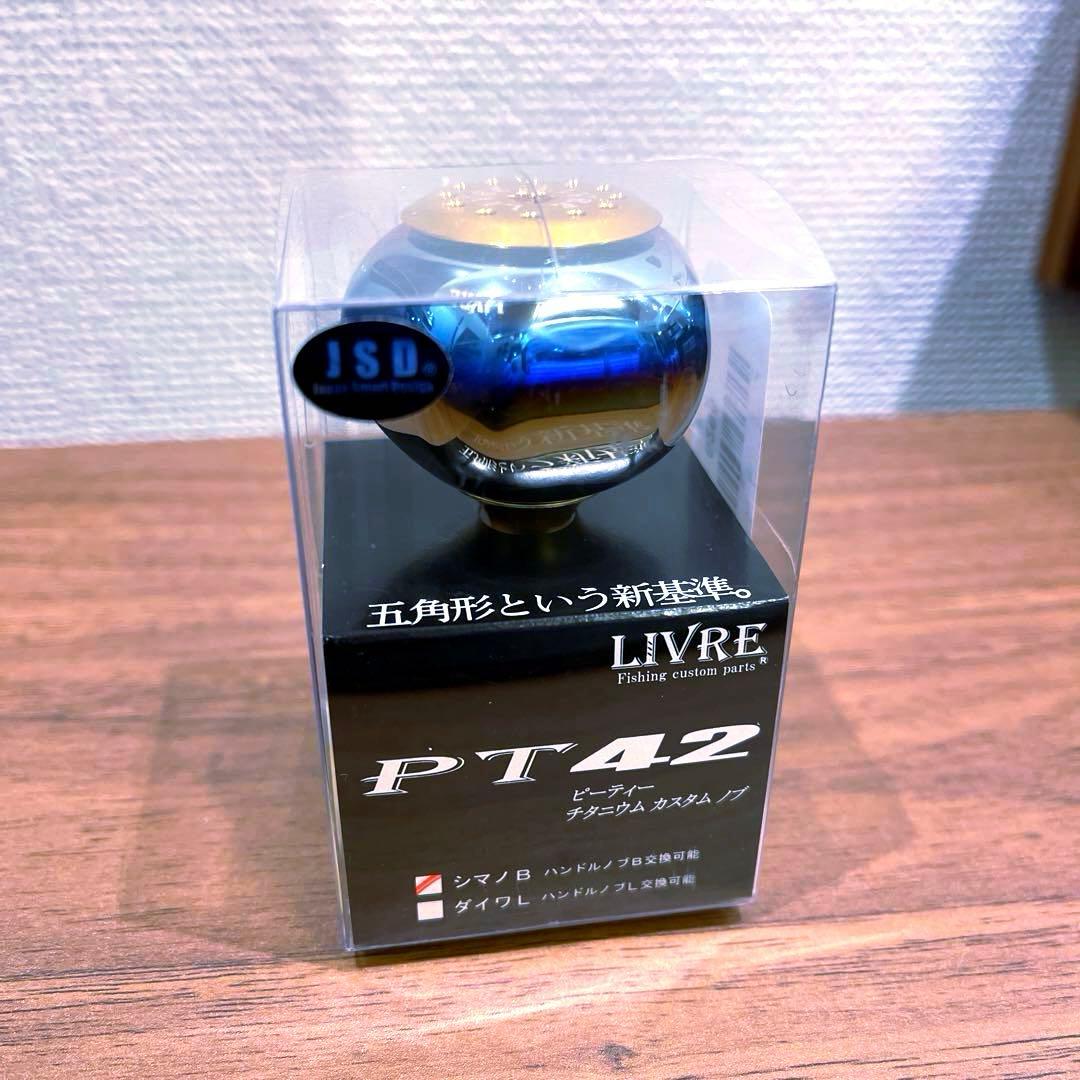 JSD
五角形という新基準。
LIVRE
Fishing custom parts
PT42
ピーティー
チタニウム カスタム ノブ
シマノB ハンドルノブB交換可能
ダイワL ハンドルノブL交換可能